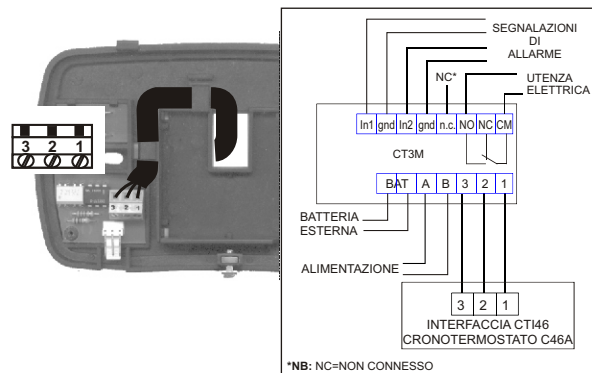 3 2 1
SEGNALAZIONI
DI
ALLARME
NC*
UTENZA
ELETTRICA
In1 gnd In2 gnd n.c. NO NC CM
CT3M
BAT A B 3 2 1
BATTERIA
ESTERNA
ALIMENTAZIONE
3 2 1
INTERFACCIA CTI46
CRONOTERMOSTATO C46A
*NB: NC=NON CONNESSO